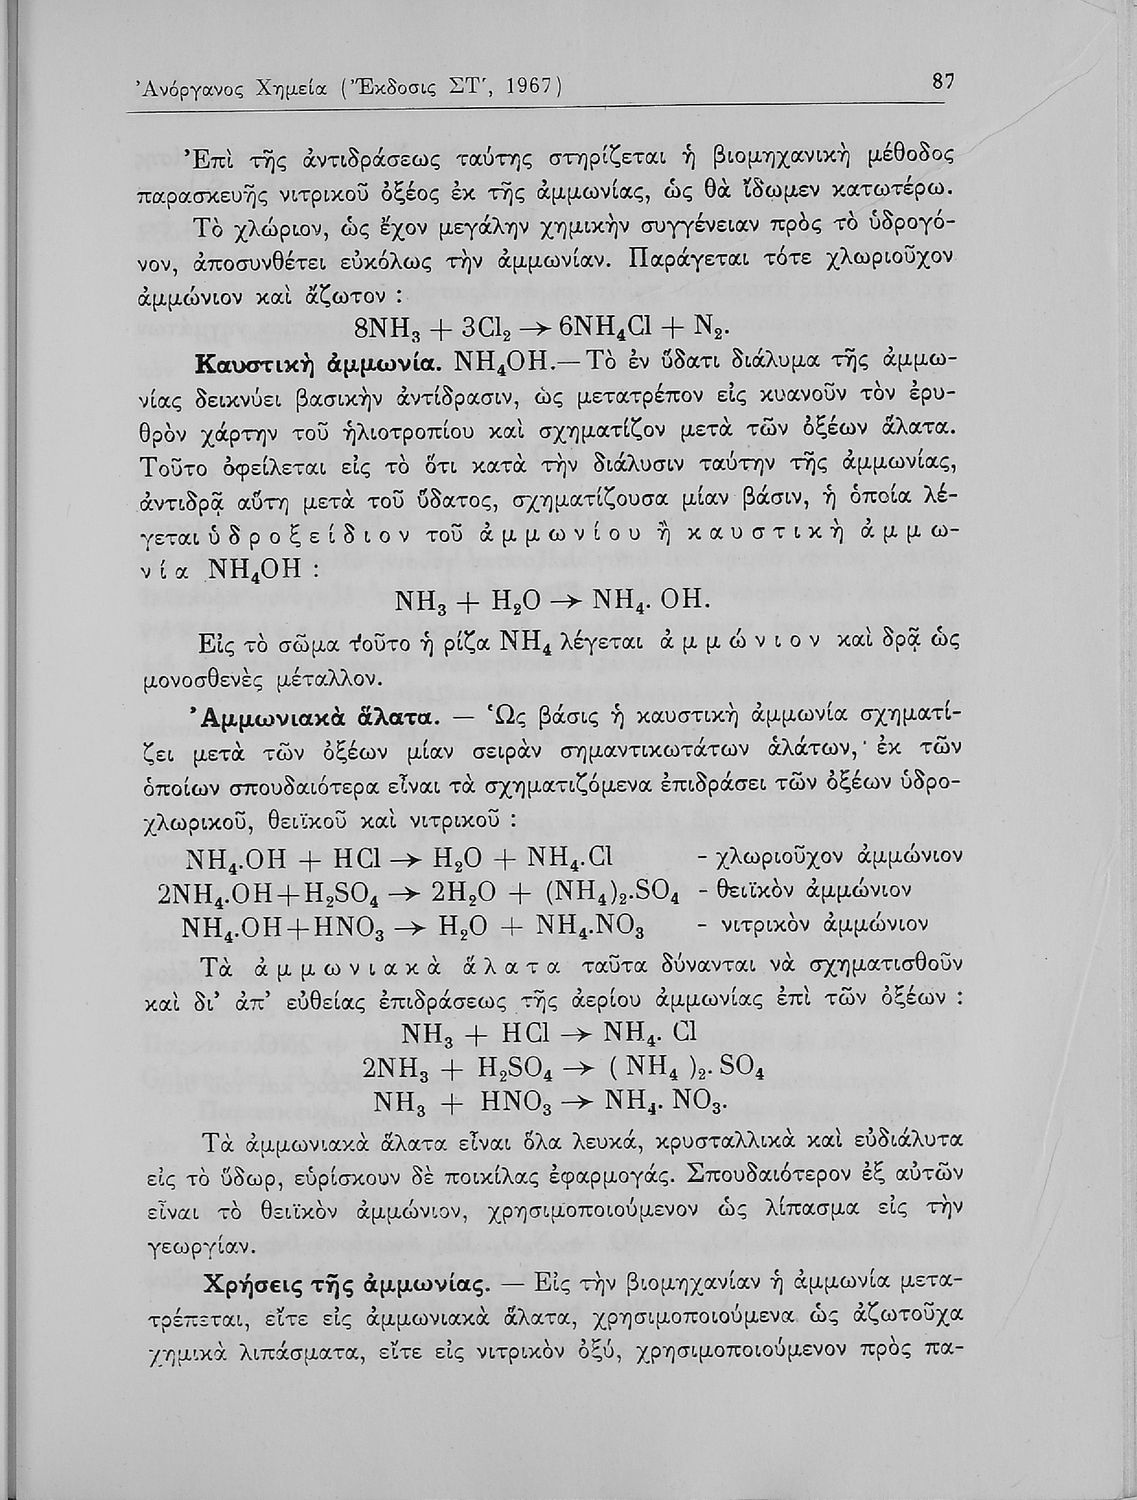 Ἀνόργανος Χημεία (Ἔκδοσις ΣΤ′, 1967) 87
Ἐπὶ τῆς ἀντιδράσεως ταύτης στηρίζεται ἡ βιομηχανικὴ μέθοδος
παρασκευῆς νιτρικοῦ ὀξέος ἐκ τῆς ἀμμωνίας, ὡς θὰ ἴδωμεν κατωτέρω.
Τὸ χλώριον, ὡς ἔχον μεγάλην χημικὴν συγγένειαν πρὸς τὸ ὑδρογό-
νον, ἀποσυνθέτει εὐκόλως τὴν ἀμμωνίαν. Παράγεται τότε χλωριοῦχον
ἀμμώνιον καὶ ἄζωτον :
8NH₃ + 3Cl₂ → 6NH₄Cl + N₂.
Καυστικὴ ἀμμωνία. NH₄OH.— Τὸ ἐν ὕδατι διάλυμα τῆς ἀμμω-
νίας δεικνύει βασικὴν ἀντίδρασιν, ὡς μετατρέπον εἰς κυανοῦν τὸν ἐρυ-
θρὸν χάρτην τοῦ ἡλιοτροπίου καὶ σχηματίζον μετὰ τῶν ὀξέων ἅλατα.
Τοῦτο ὀφείλεται εἰς τὸ ὅτι κατὰ τὴν διάλυσιν ταύτην τῆς ἀμμωνίας,
ἀντιδρᾷ αὕτη μετὰ τοῦ ὕδατος, σχηματίζουσα μίαν βάσιν, ἡ ὁποία λέ-
γεται ὑδροξείδιον τοῦ ἀμμωνίου ἢ καυστικὴ ἀμμω-
νία NH₄OH :
NH₃ + H₂O → NH₄. OH.
Εἰς τὸ σῶμα τοῦτο ἡ ρίζα NH₄ λέγεται ἀμμώνιον καὶ δρᾷ ὡς
μονοσθενὲς μέταλλον.
Ἀμμωνιακὰ ἅλατα. — Ὡς βάσις ἡ καυστικὴ ἀμμωνία σχηματί-
ζει μετὰ τῶν ὀξέων μίαν σειρὰν σημαντικωτάτων ἁλάτων, ἐκ τῶν
ὁποίων σπουδαιότερα εἶναι τὰ σχηματιζόμενα ἐπιδράσει τῶν ὀξέων ὑδρο-
χλωρικοῦ, θειϊκοῦ καὶ νιτρικοῦ :
NH₄.OH + HCl → H₂O + NH₄.Cl - χλωριοῦχον ἀμμώνιον
2NH₄.OH+H₂SO₄ → 2H₂O + (NH₄)₂.SO₄ - θειϊκὸν ἀμμώνιον
NH₄.OH+HNO₃ → H₂O + NH₄.NO₃ - νιτρικὸν ἀμμώνιον
Τὰ ἀμμωνιακὰ ἅλατα ταῦτα δύνανται νὰ σχηματισθοῦν
καὶ δι’ ἀπ’ εὐθείας ἐπιδράσεως τῆς ἀερίου ἀμμωνίας ἐπὶ τῶν ὀξέων :
NH₃ + HCl → NH₄. Cl
2NH₃ + H₂SO₄ → ( NH₄ )₂. SO₄
NH₃ + HNO₃ → NH₄. NO₃.
Τὰ ἀμμωνιακὰ ἅλατα εἶναι ὅλα λευκά, κρυσταλλικὰ καὶ εὐδιάλυτα
εἰς τὸ ὕδωρ, εὑρίσκουν δὲ ποικίλας ἐφαρμογάς. Σπουδαιότερον ἐξ αὐτῶν
εἶναι τὸ θειϊκὸν ἀμμώνιον, χρησιμοποιούμενον ὡς λίπασμα εἰς τὴν
γεωργίαν.
Χρήσεις τῆς ἀμμωνίας. — Εἰς τὴν βιομηχανίαν ἡ ἀμμωνία μετα-
τρέπεται, εἴτε εἰς ἀμμωνιακὰ ἅλατα, χρησιμοποιούμενα ὡς ἀζωτοῦχα
χημικὰ λιπάσματα, εἴτε εἰς νιτρικὸν ὀξύ, χρησιμοποιούμενον πρὸς πα-